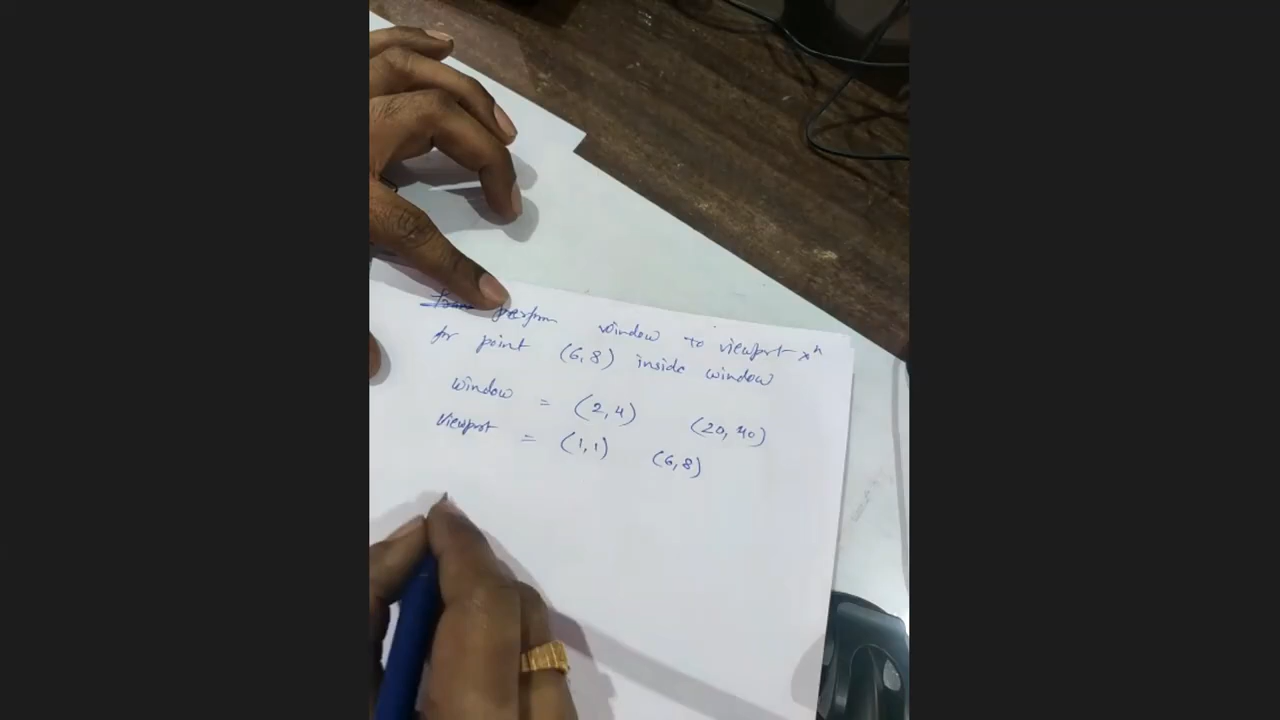 perform window to viewport xⁿ
for point (6,8) inside window
window = (2,4) (20,40)
viewport = (1,1) (6,8)